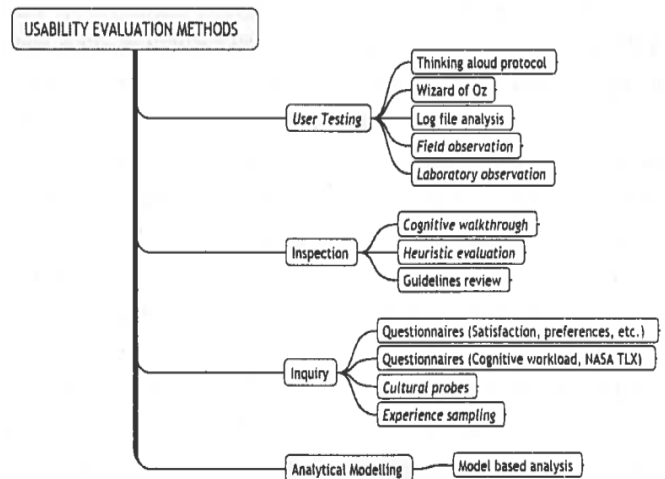 USABILITY EVALUATION METHODS
User Testing
Thinking aloud protocol
Wizard of Oz
Log file analysis
Field observation
Laboratory observation
Inspection
Cognitive walkthrough
Heuristic evaluation
Guidelines review
Inquiry
Questionnaires (Satisfaction, preferences, etc.)
Questionnaires (Cognitive workload, NASA TLX)
Cultural probes
Experience sampling
Analytical Modelling
Model based analysis